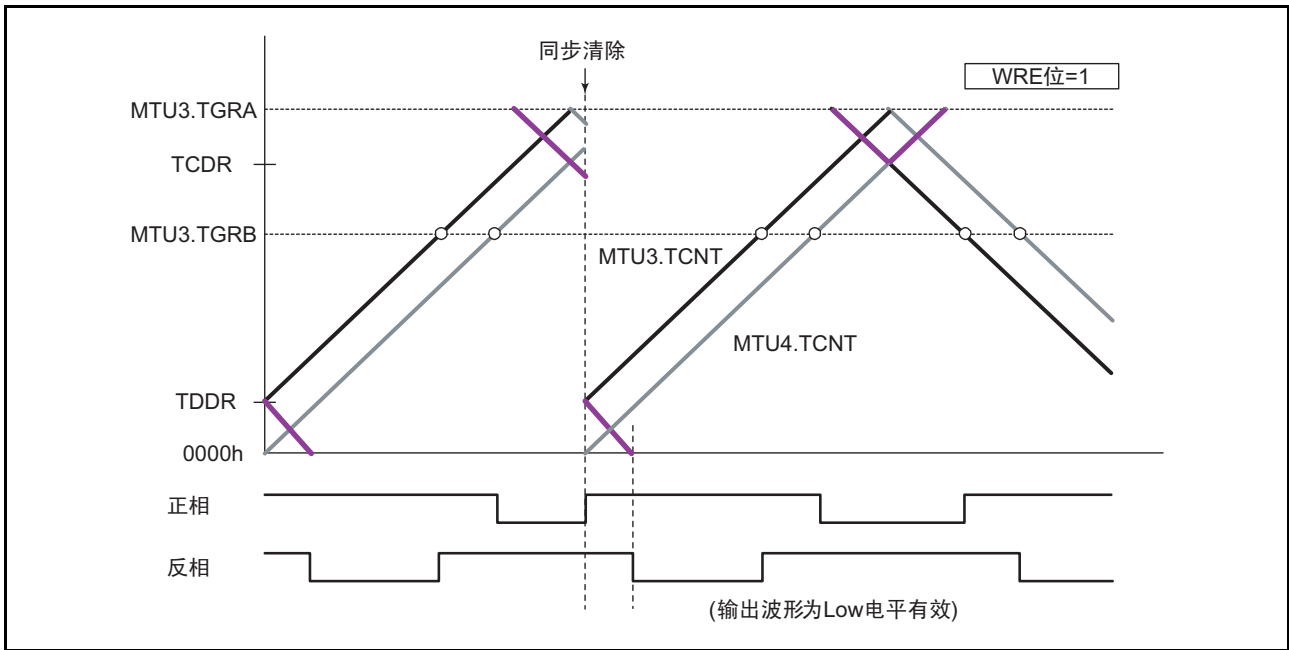 同步清除
WRE位=1
MTU3.TGRA
TCDR
MTU3.TGRB
MTU3.TCNT
MTU4.TCNT
TDDR
0000h
正相
反相
(输出波形为Low电平有效)